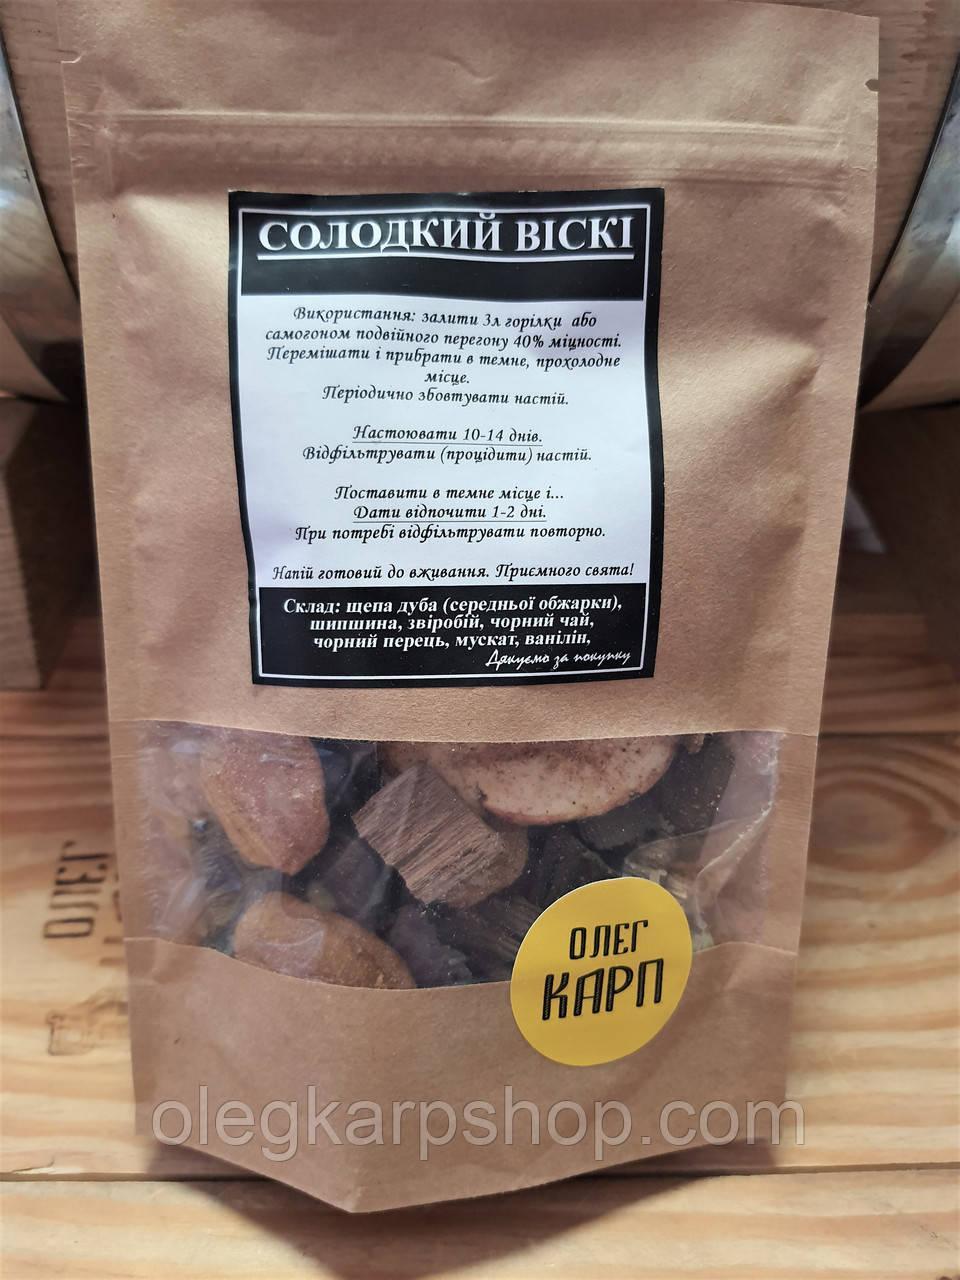 СОЛОДКИЙ ВІСКІ
Використання: залити 3л горілки або
самогоном подвійного перегону 40% міцності.
Перемішати і прибрати в темне, прохолодне
місце.
Періодично збовтувати настій.
Настоювати 10-14 днів.
Відфільтрувати (процідити) настій.
Поставити в темне місце і...
Дати відпочити 1-2 дні.
При потребі відфільтрувати повторно.
Напій готовий до вживання. Приємного свята!
Склад: щепа дуба (середньої обжарки),
шипшина, звіробій, чорний чай,
чорний перець, мускат, ванілін,
Дякуємо за покупку
ОЛЕГ
КАРП
ОЛЕГ
olegkarpshop.com